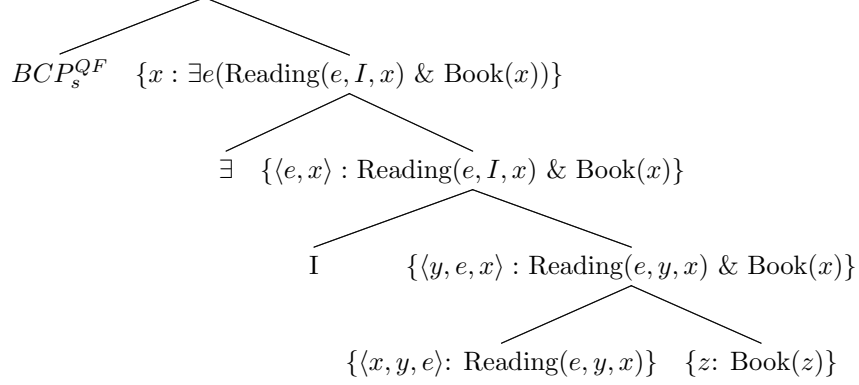 BCP_s^{QF} {x : ∃e(Reading(e, I, x) & Book(x))}
∃ {⟨e, x⟩ : Reading(e, I, x) & Book(x)}
I {⟨y, e, x⟩ : Reading(e, y, x) & Book(x)}
{⟨x, y, e⟩: Reading(e, y, x)} {z: Book(z)}